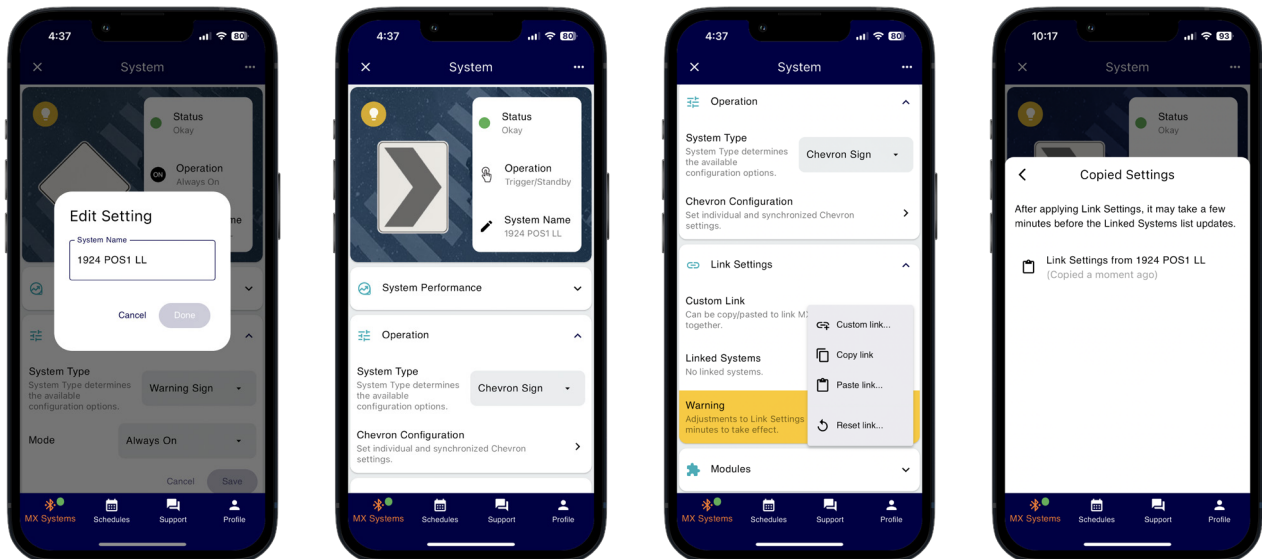 4:37
80
System
Status
Okay
Operation
ON
Always On
me
Edit Setting
System Name
1924 POS1 LL
Cancel
Done
System Type
System Type determines
the available
configuration options.
Warning Sign
Mode
Always On
Cancel
Save
MX Systems
Schedules
Support
Profile
4:37
80
System
Status
Okay
Operation
Trigger/Standby
System Name
1924 POS1 LL
System Performance
Operation
System Type
System Type determines
the available
configuration options.
Chevron Sign
Chevron Configuration
Set individual and synchronized Chevron
settings.
MX Systems
Schedules
Support
Profile
4:37
80
System
Operation
System Type
System Type determines
the available
configuration options.
Chevron Sign
Chevron Configuration
Set individual and synchronized Chevron
settings.
Link Settings
Custom Link
Can be copy/pasted to link M
together.
Linked Systems
No linked systems.
Warning
Adjustments to Link Settings
minutes to take effect.
Custom link...
Copy link
Paste link...
Reset link...
Modules
MX Systems
Schedules
Support
Profile
10:17
93
System
Status
Okay
Copied Settings
After applying Link Settings, it may take a few
minutes before the Linked Systems list updates.
Link Settings from 1924 POS1 LL
(Copied a moment ago)
MX Systems
Schedules
Support
Profile